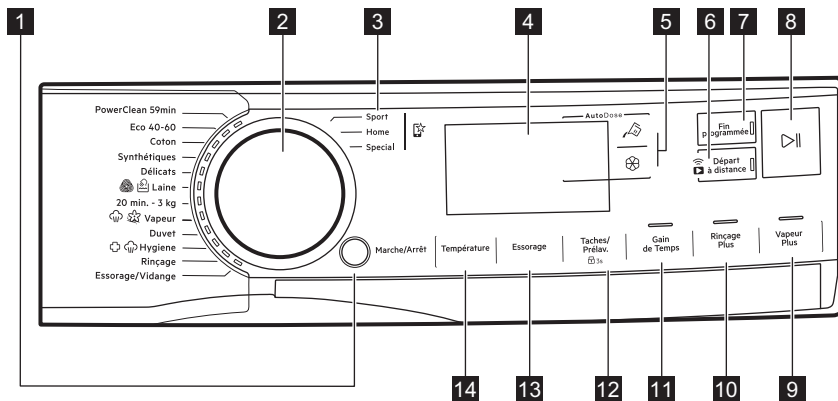 1
2
3
4
5
6
7
8
PowerClean 59min
Eco 40-60
Coton
Synthétiques
Délicats
Laine
20 min. - 3 kg
Vapeur
Duvet
Hygiene
Rinçage
Essorage/Vidange
Sport
Home
Special
AutoDose
Fin
programmée
Départ
à distance
Marche/Arrêt
Température
Essorage
Taches/
Prélav.
3s
Gain
de Temps
Rinçage
Plus
Vapeur
Plus
14
13
12
11
10
9